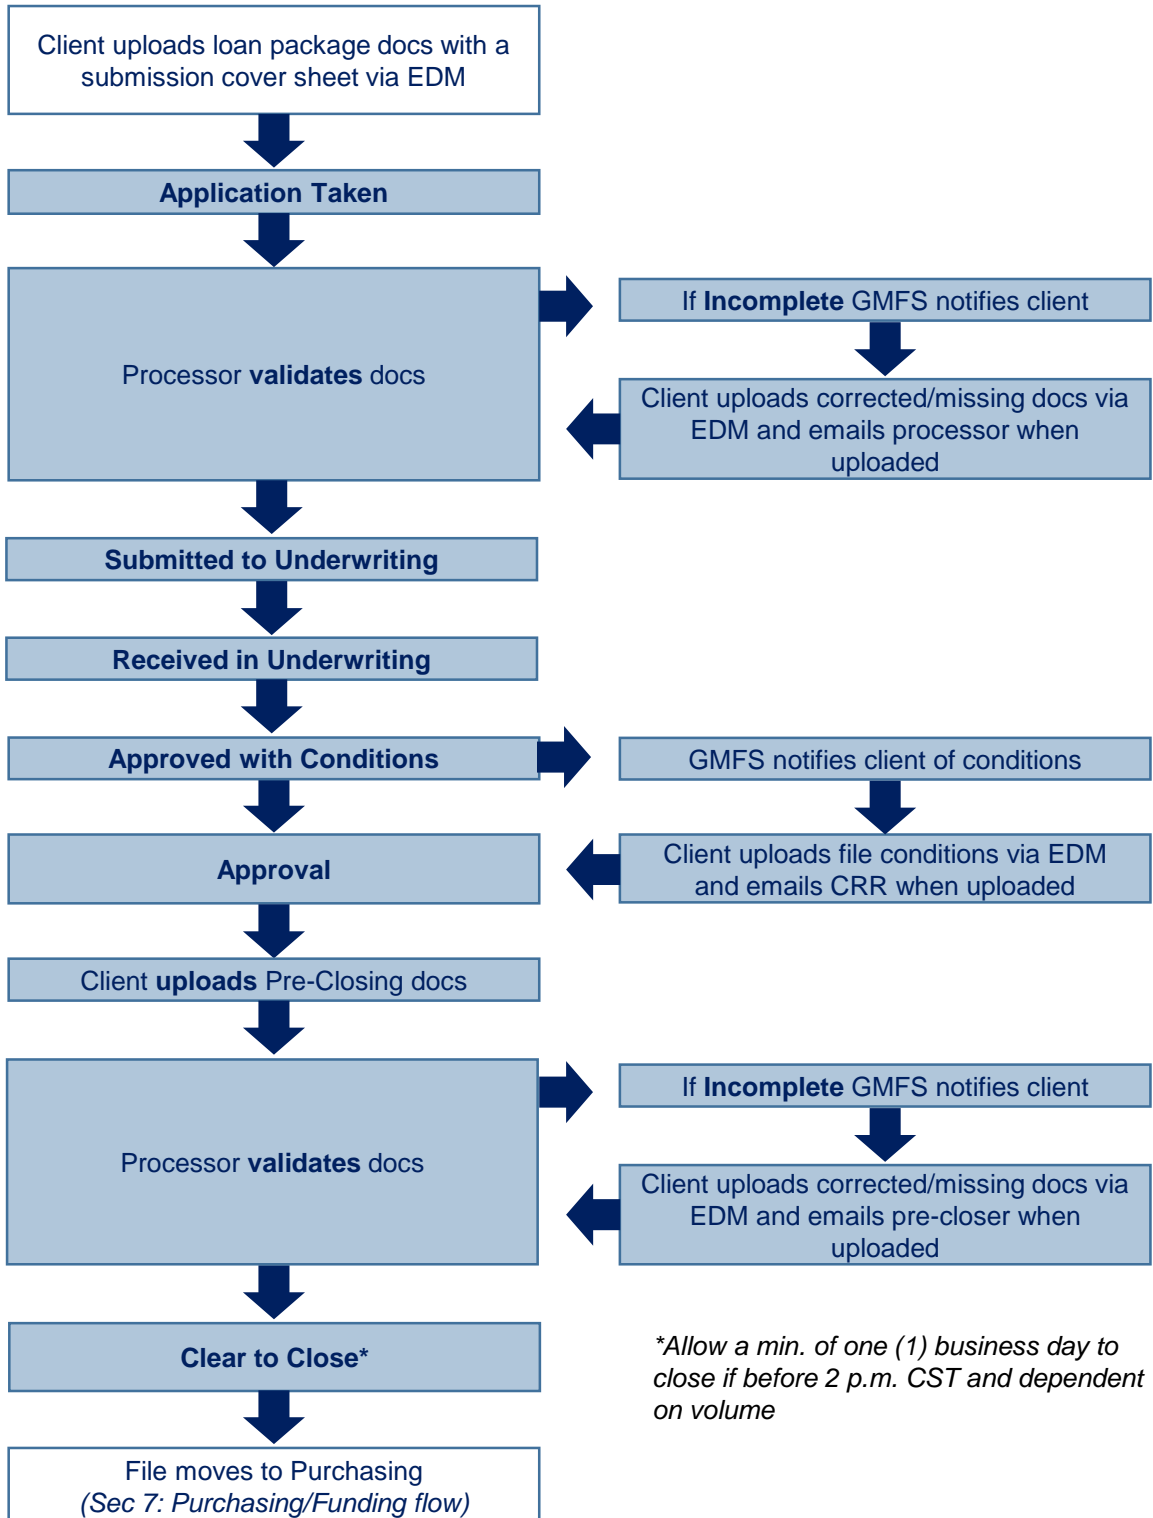 Client uploads loan package docs with a
submission cover sheet via EDM
Application Taken
Processor validates docs
If Incomplete GMFS notifies client
Client uploads corrected/missing docs via
EDM and emails processor when
uploaded
Submitted to Underwriting
Received in Underwriting
Approved with Conditions
GMFS notifies client of conditions
Client uploads file conditions via EDM
and emails CRR when uploaded
Approval
Client uploads Pre-Closing docs
Processor validates docs
If Incomplete GMFS notifies client
Client uploads corrected/missing docs via
EDM and emails pre-closer when
uploaded
Clear to Close*
*Allow a min. of one (1) business day to
close if before 2 p.m. CST and dependent
on volume
File moves to Purchasing
(Sec 7: Purchasing/Funding flow)